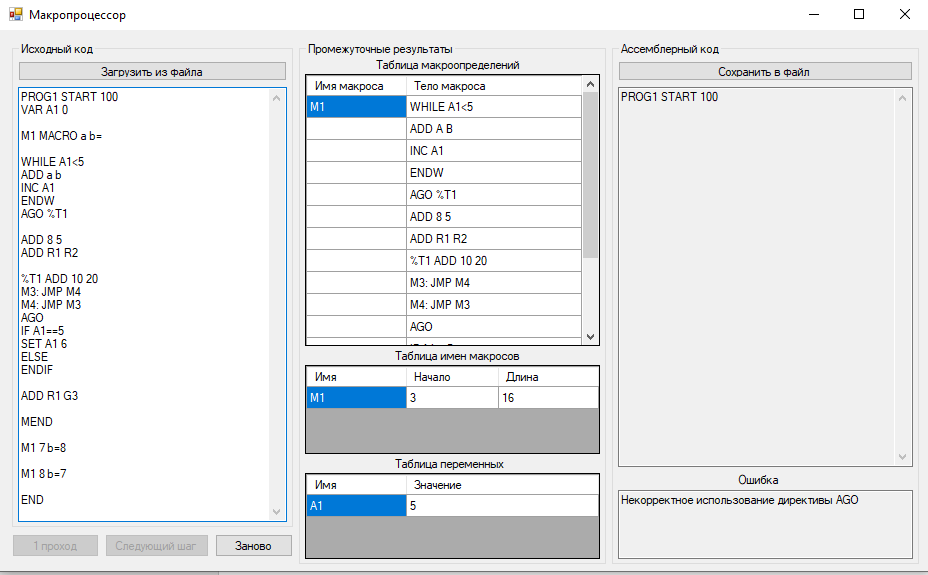 Макропроцессор
Исходный код
Загрузить из файла
PROG1 START 100
VAR A1 0
M1 MACRO a b=
WHILE A1<5
ADD a b
INC A1
ENDW
AGO %T1
ADD 8 5
ADD R1 R2
%T1 ADD 10 20
M3: JMP M4
M4: JMP M3
AGO
IF A1==5
SET A1 6
ELSE
ENDIF
ADD R1 G3
MEND
M1 7 b=8
M1 8 b=7
END
1 проход
Следующий шаг
Заново
Промежуточные результаты
Таблица макроопределений
Имя макроса Тело макроса
M1 WHILE A1<5
ADD A B
INC A1
ENDW
AGO %T1
ADD 8 5
ADD R1 R2
%T1 ADD 10 20
M3: JMP M4
M4: JMP M3
AGO
Таблица имен макросов
Имя Начало Длина
M1 3 16
Таблица переменных
Имя Значение
A1 5
Ассемблерный код
Сохранить в файл
PROG1 START 100
Ошибка
Некорректное использование директивы AGO